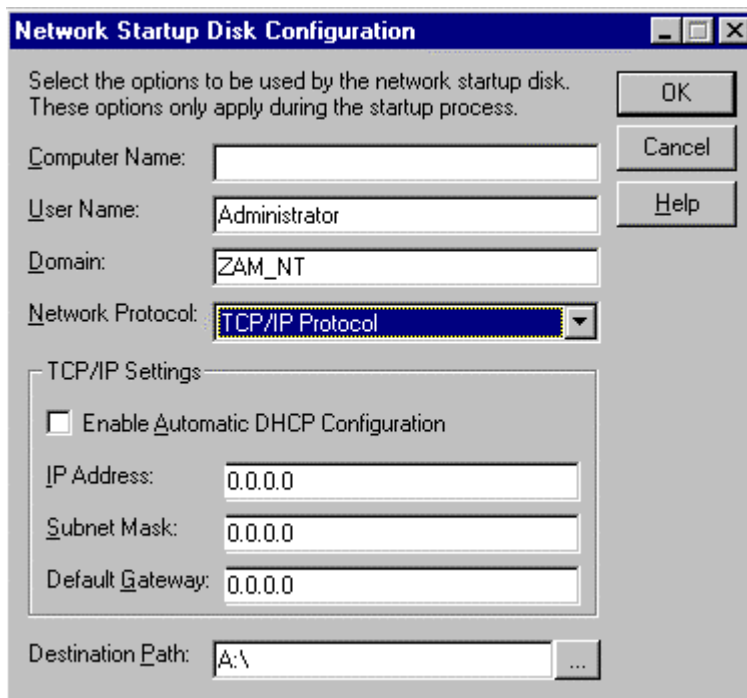 Network Startup Disk Configuration
Select the options to be used by the network startup disk.
These options only apply during the startup process.
OK
Cancel
Help
Computer Name:
User Name: Administrator
Domain: ZAM_NT
Network Protocol: TCP/IP Protocol
TCP/IP Settings
Enable Automatic DHCP Configuration
IP Address: 0.0.0.0
Subnet Mask: 0.0.0.0
Default Gateway: 0.0.0.0
Destination Path: A:\ ...